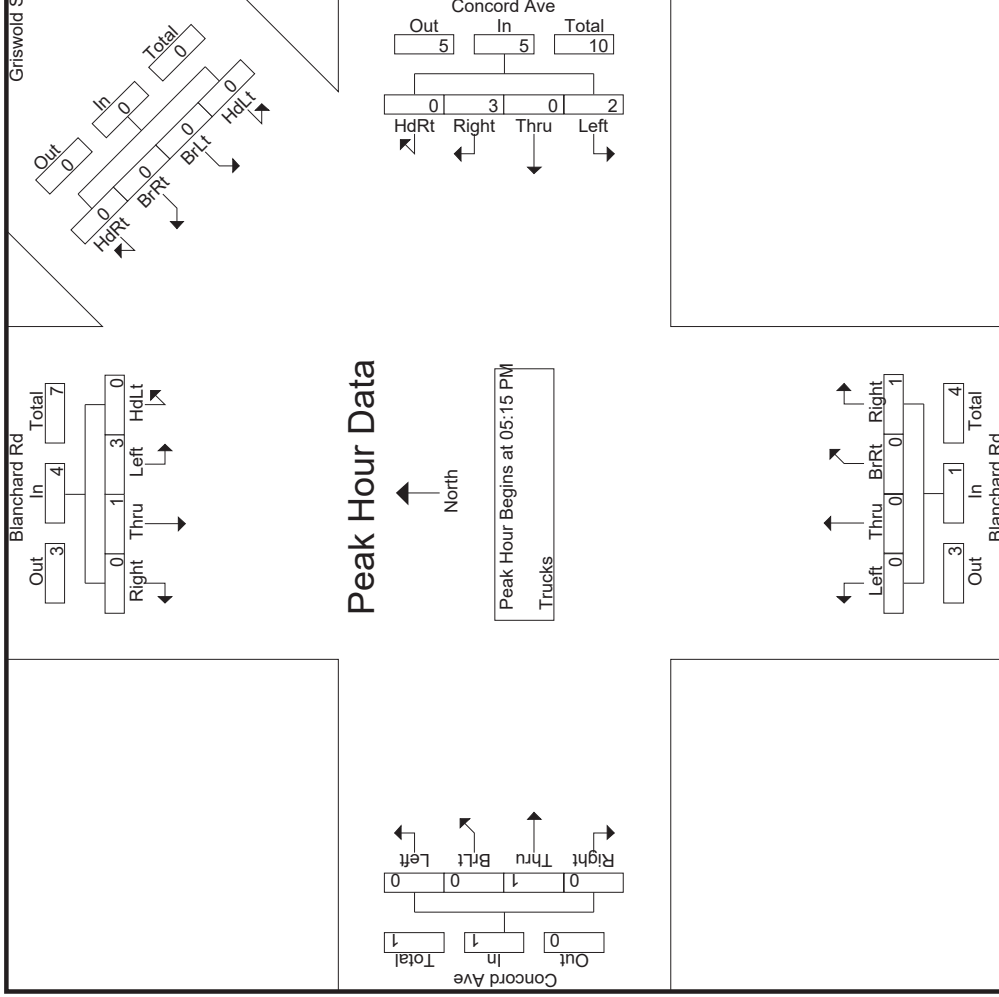 Griswold S
Out
0
In
0
Total
0
0
HdRt
0
BrRt
0
BrLt
0
HdLt
Concord Ave
Out In Total
5 5 10
0 3 0 2
HdRt Right Thru Left
Blanchard Rd
Out In Total
3 4 7
0 1 3 0
Right Thru Left HdLt
Peak Hour Data
North
Peak Hour Begins at 05:15 PM
Trucks
Left Thru BrRt Right
0 0 0 1
3 1 4
Out In Total
Blanchard Rd
Left BrLt Thru Right
0 0 1 0
1 1 0
Total In Out
Concord Ave